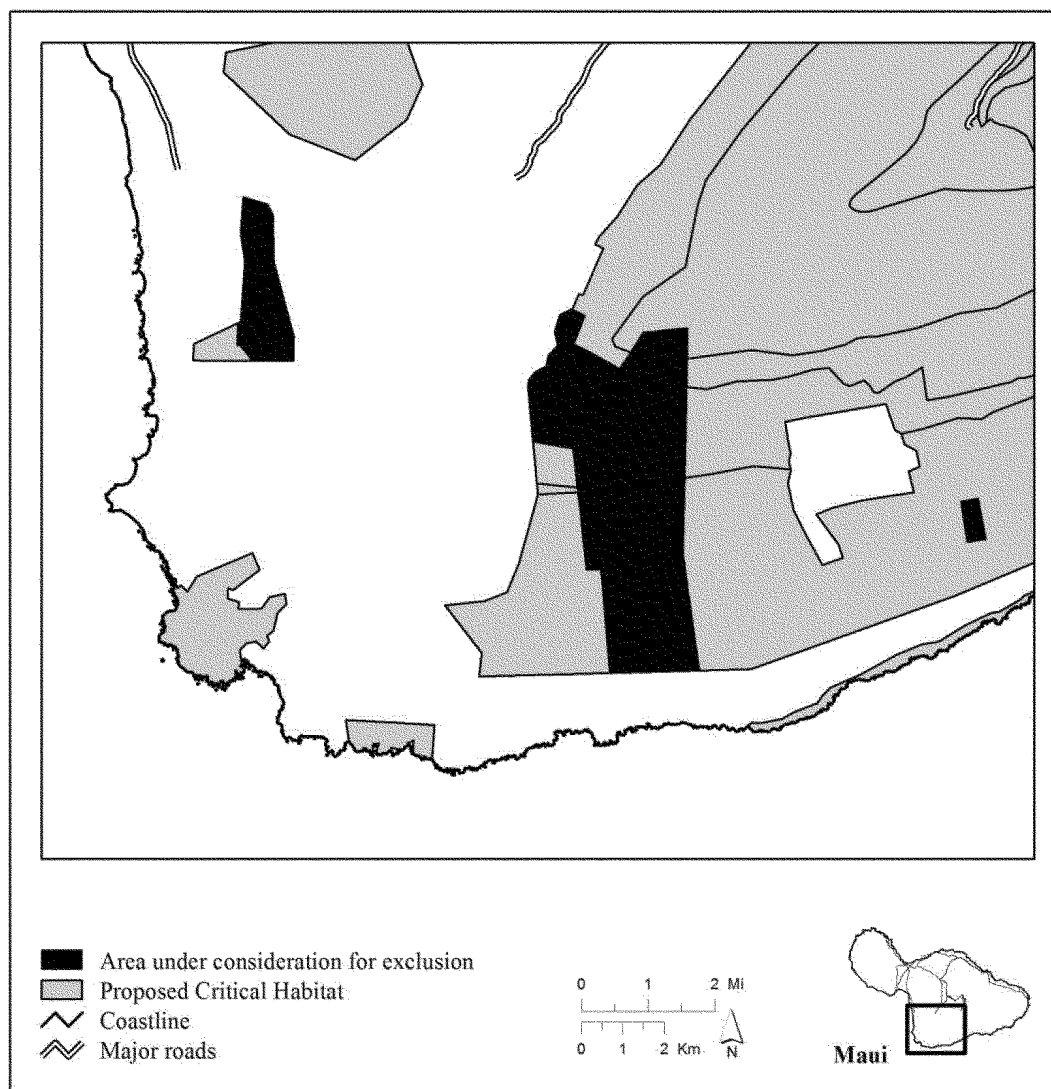 Area under consideration for exclusion
Proposed Critical Habitat
Coastline
Major roads
0 1 2 Mi
0 1 2 Km
N
Maui